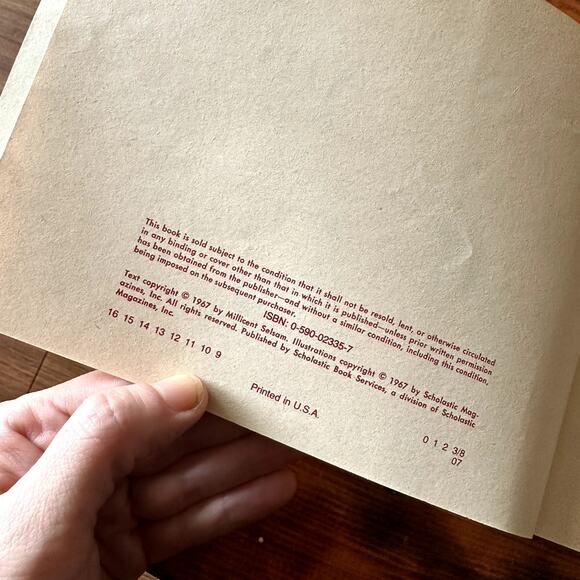 This book is sold subject to the condition that it shall not be resold, lent, or otherwise circulated
in any binding or cover other than that in which it is published—unless prior written permission
has been obtained from the publisher—and without a similar condition, including this condition,
being imposed on the subsequent purchaser.
ISBN: 0-590-02335-7
Text copyright © 1967 by Millicent Selsam. Illustrations copyright © 1967 by Scholastic Mag-
azines, Inc. All rights reserved. Published by Scholastic Book Services, a division of Scholastic
Magazines, Inc.
16 15 14 13 12 11 10 9
0 1 2 3/8
07
Printed in U.S.A.